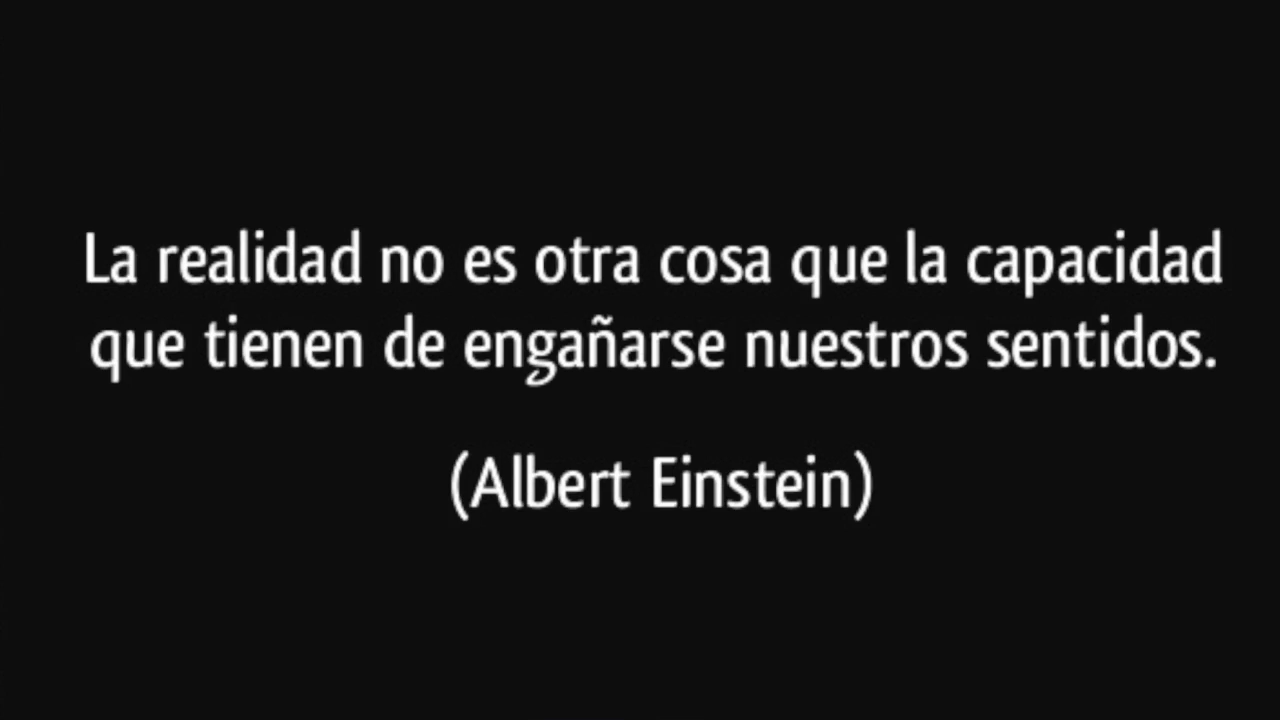 La realidad no es otra cosa que la capacidad
que tienen de engañarse nuestros sentidos.
(Albert Einstein)